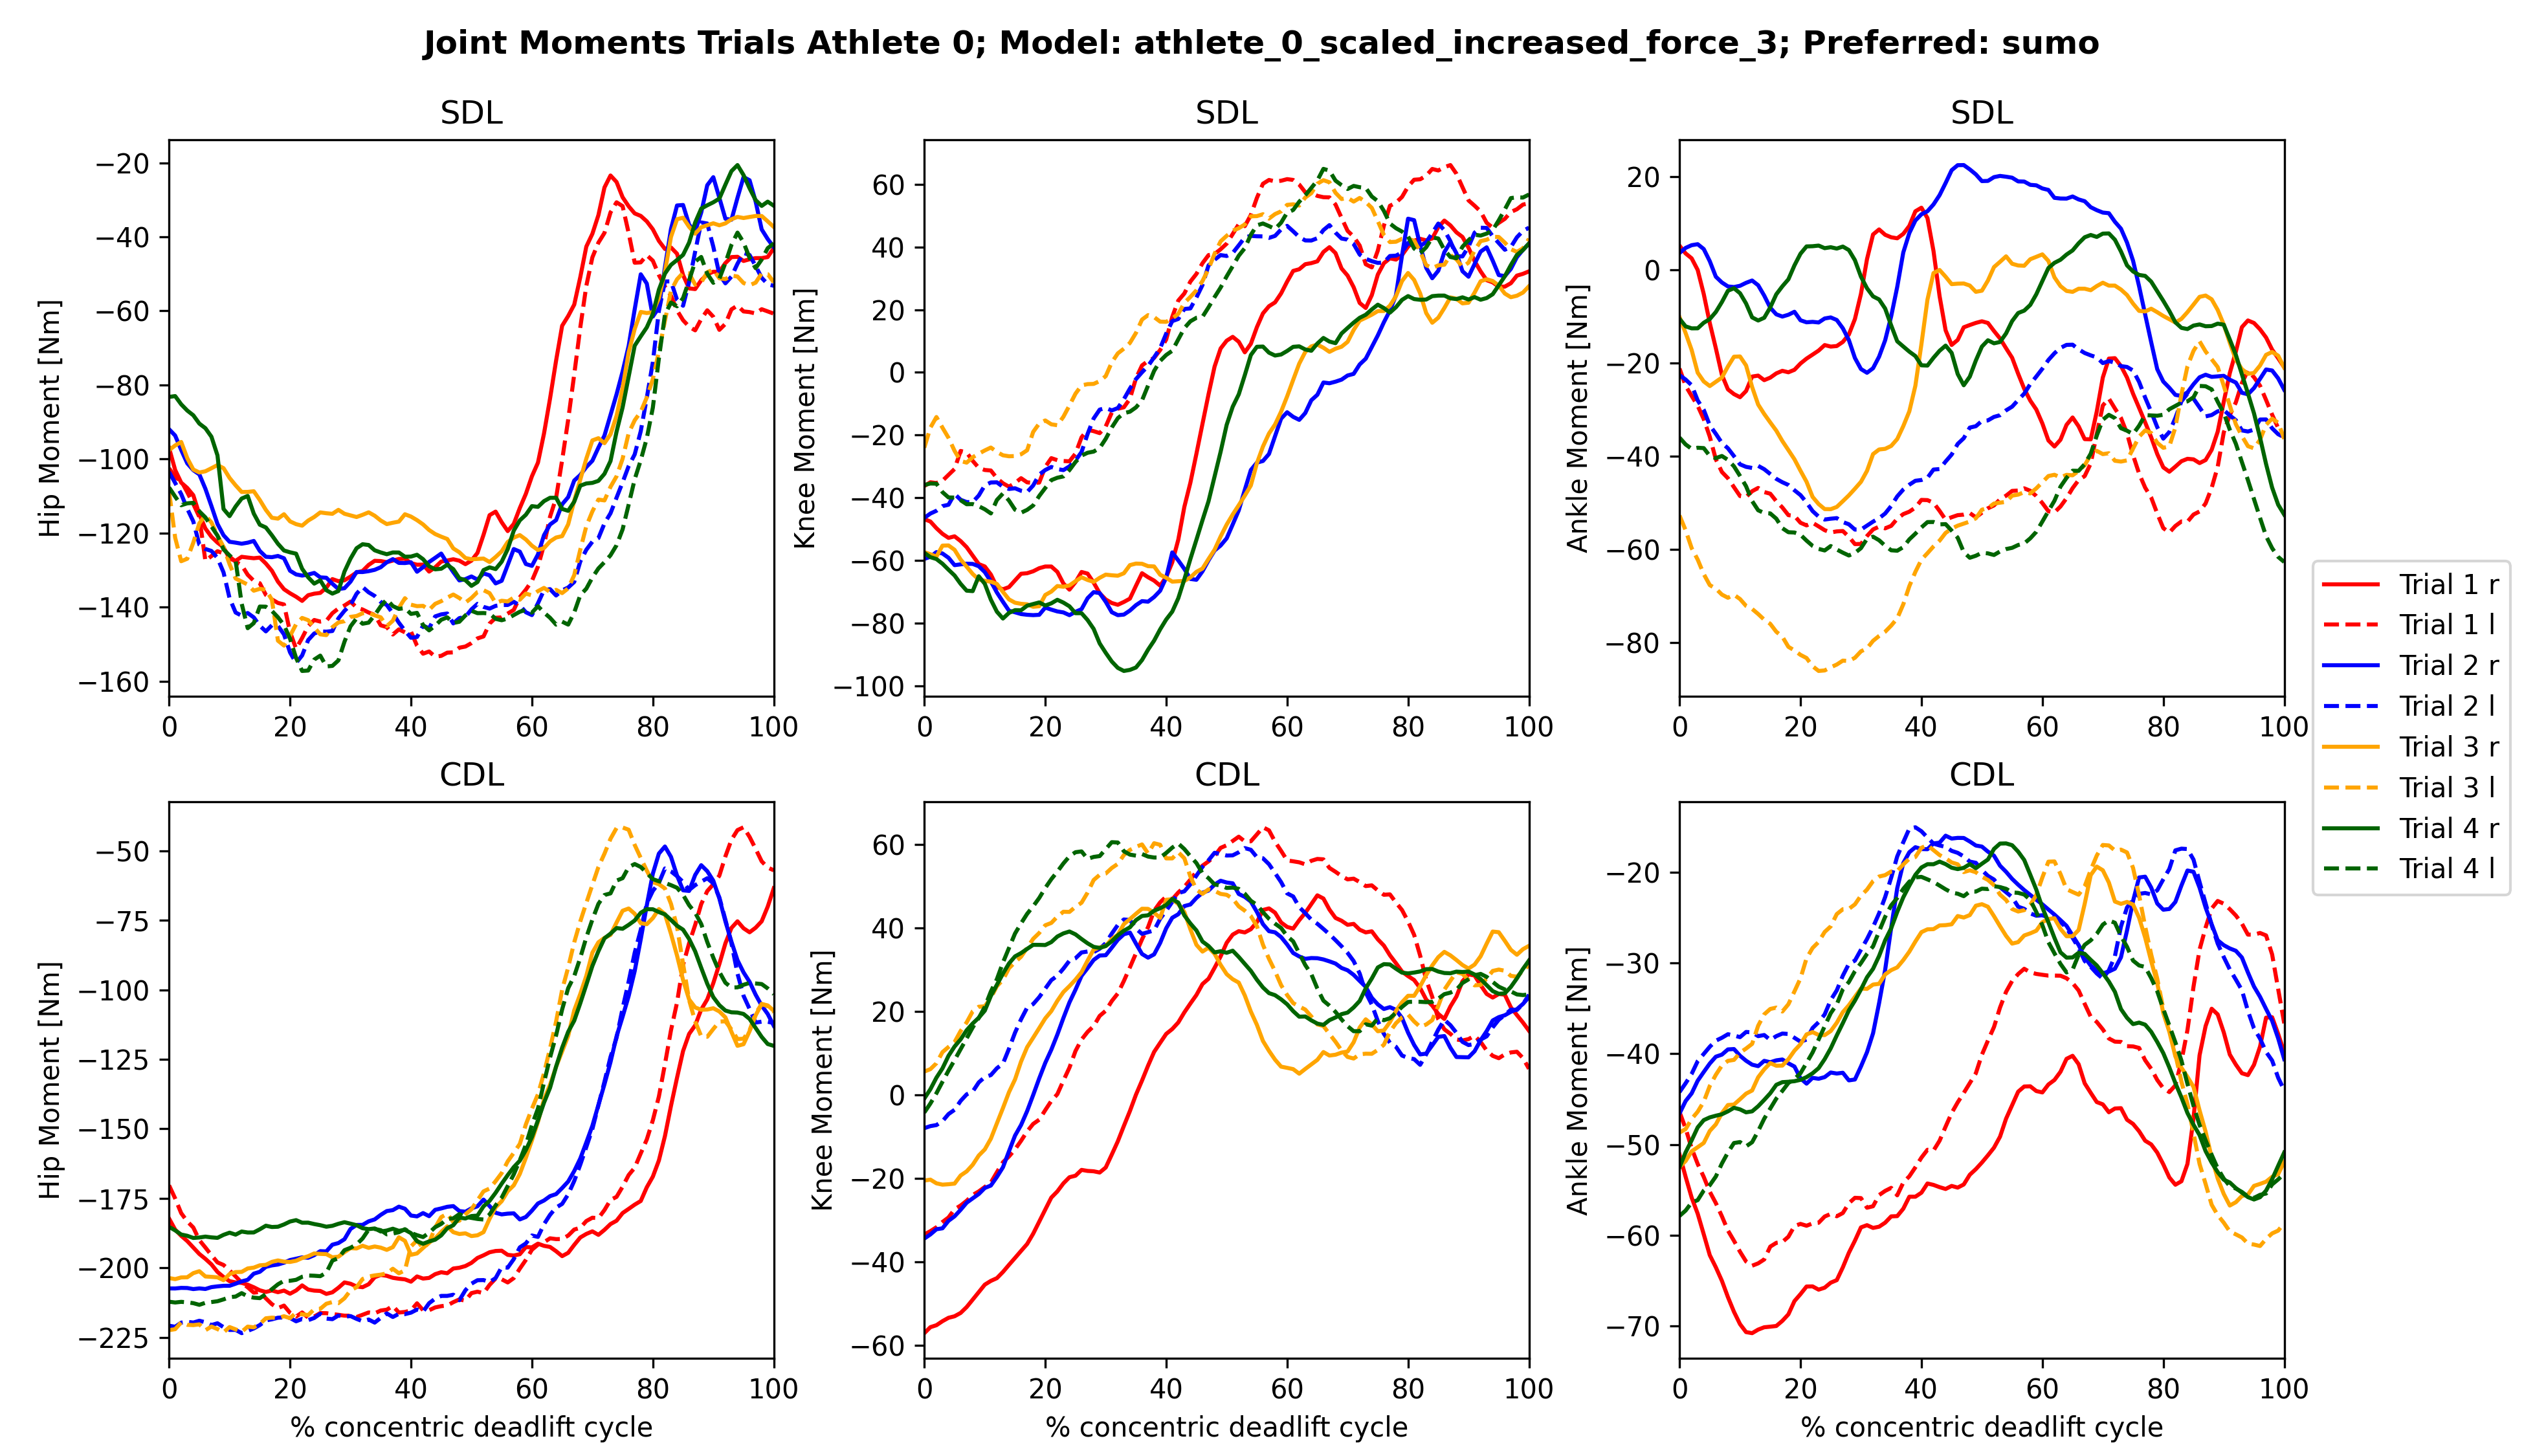 Joint Moments Trials Athlete 0; Model: athlete_0_scaled_increased_force_3; Preferred: sumo
SDL
SDL
SDL
Hip Moment [Nm]
−20
−40
−60
−80
−100
−120
−140
−160
0 20 40 60 80 100
Knee Moment [Nm]
60
40
20
0
−20
−40
−60
−80
−100
0 20 40 60 80 100
Ankle Moment [Nm]
20
0
−20
−40
−60
−80
0 20 40 60 80 100
CDL
CDL
CDL
Hip Moment [Nm]
−50
−75
−100
−125
−150
−175
−200
−225
0 20 40 60 80 100
% concentric deadlift cycle
Knee Moment [Nm]
60
40
20
0
−20
−40
−60
0 20 40 60 80 100
% concentric deadlift cycle
Ankle Moment [Nm]
−20
−30
−40
−50
−60
−70
0 20 40 60 80 100
% concentric deadlift cycle
Trial 1 r
Trial 1 l
Trial 2 r
Trial 2 l
Trial 3 r
Trial 3 l
Trial 4 r
Trial 4 l